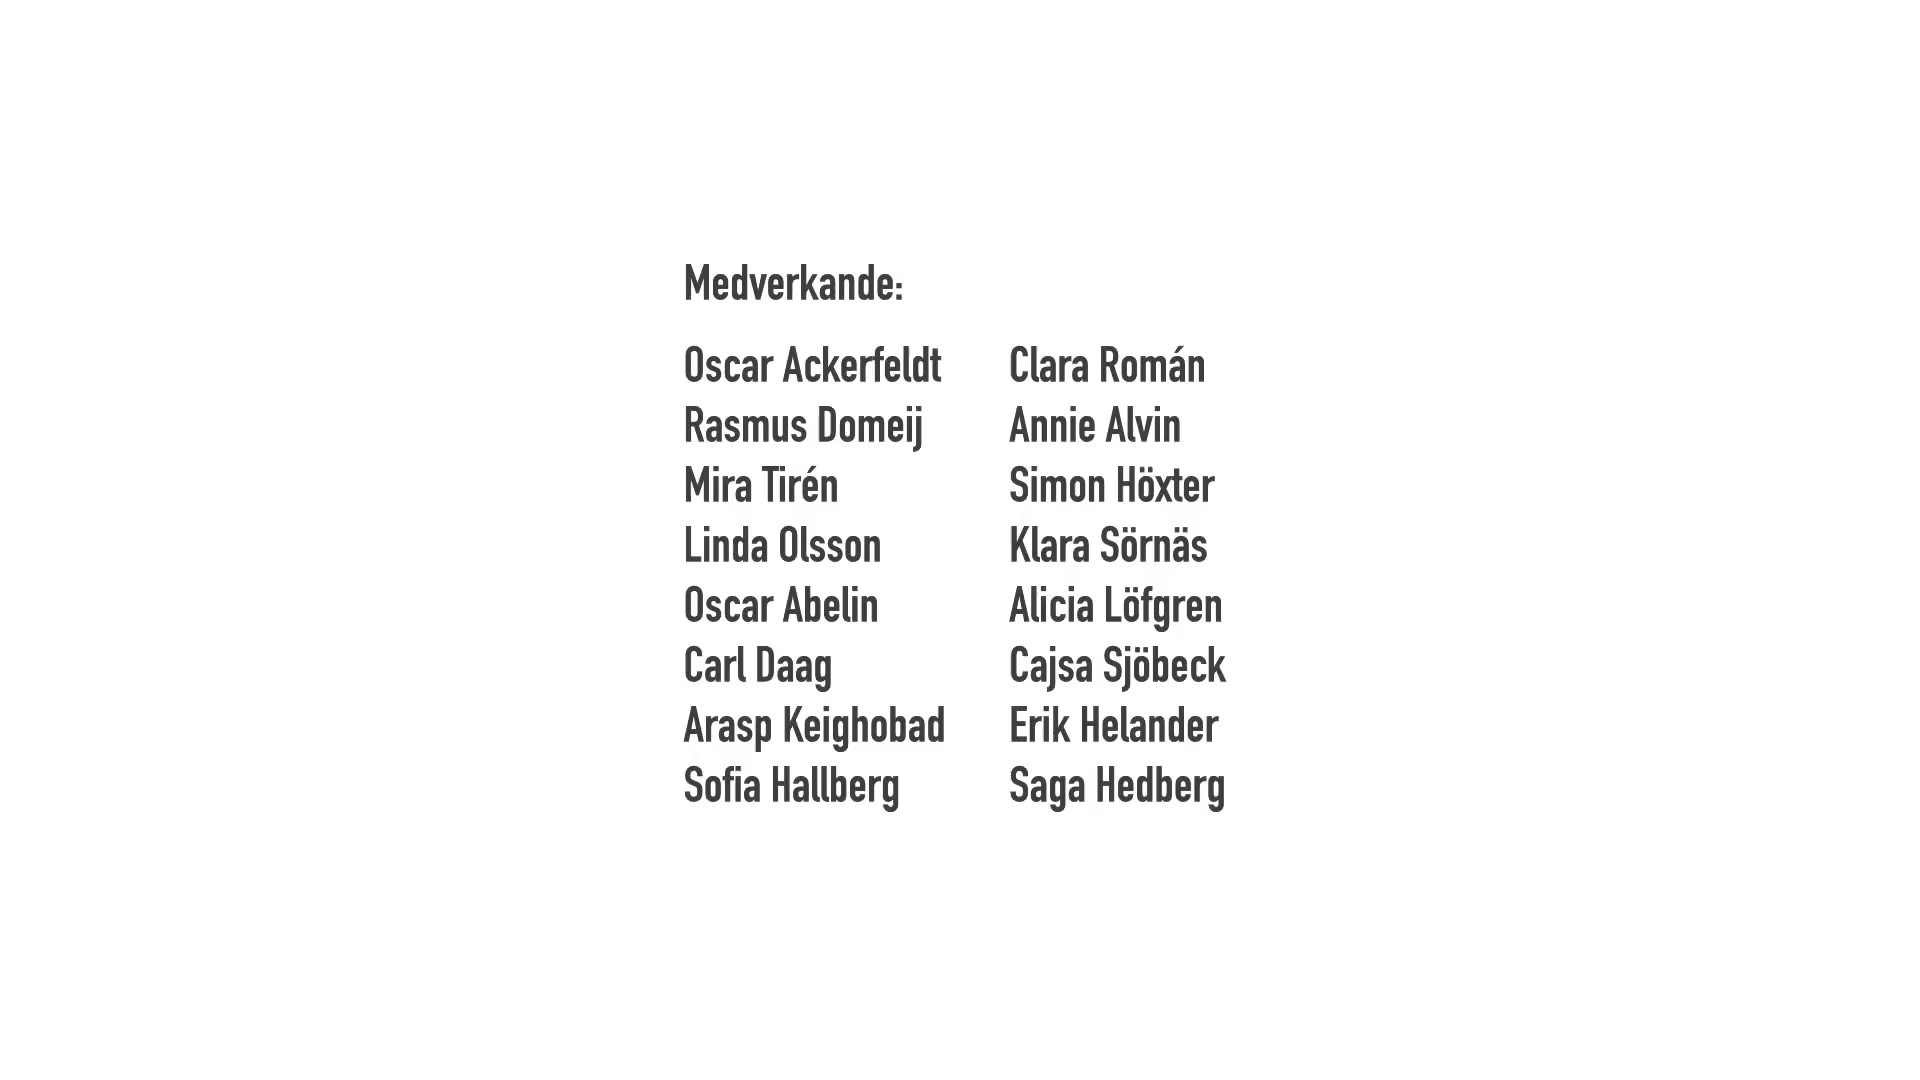 Medverkande:
Oscar Ackerfeldt
Rasmus Domeij
Mira Tirén
Linda Olsson
Oscar Abelin
Carl Daag
Arasp Keighobad
Sofia Hallberg
Clara Román
Annie Alvin
Simon Höxter
Klara Sörnäs
Alicia Löfgren
Cajsa Sjöbeck
Erik Helander
Saga Hedberg